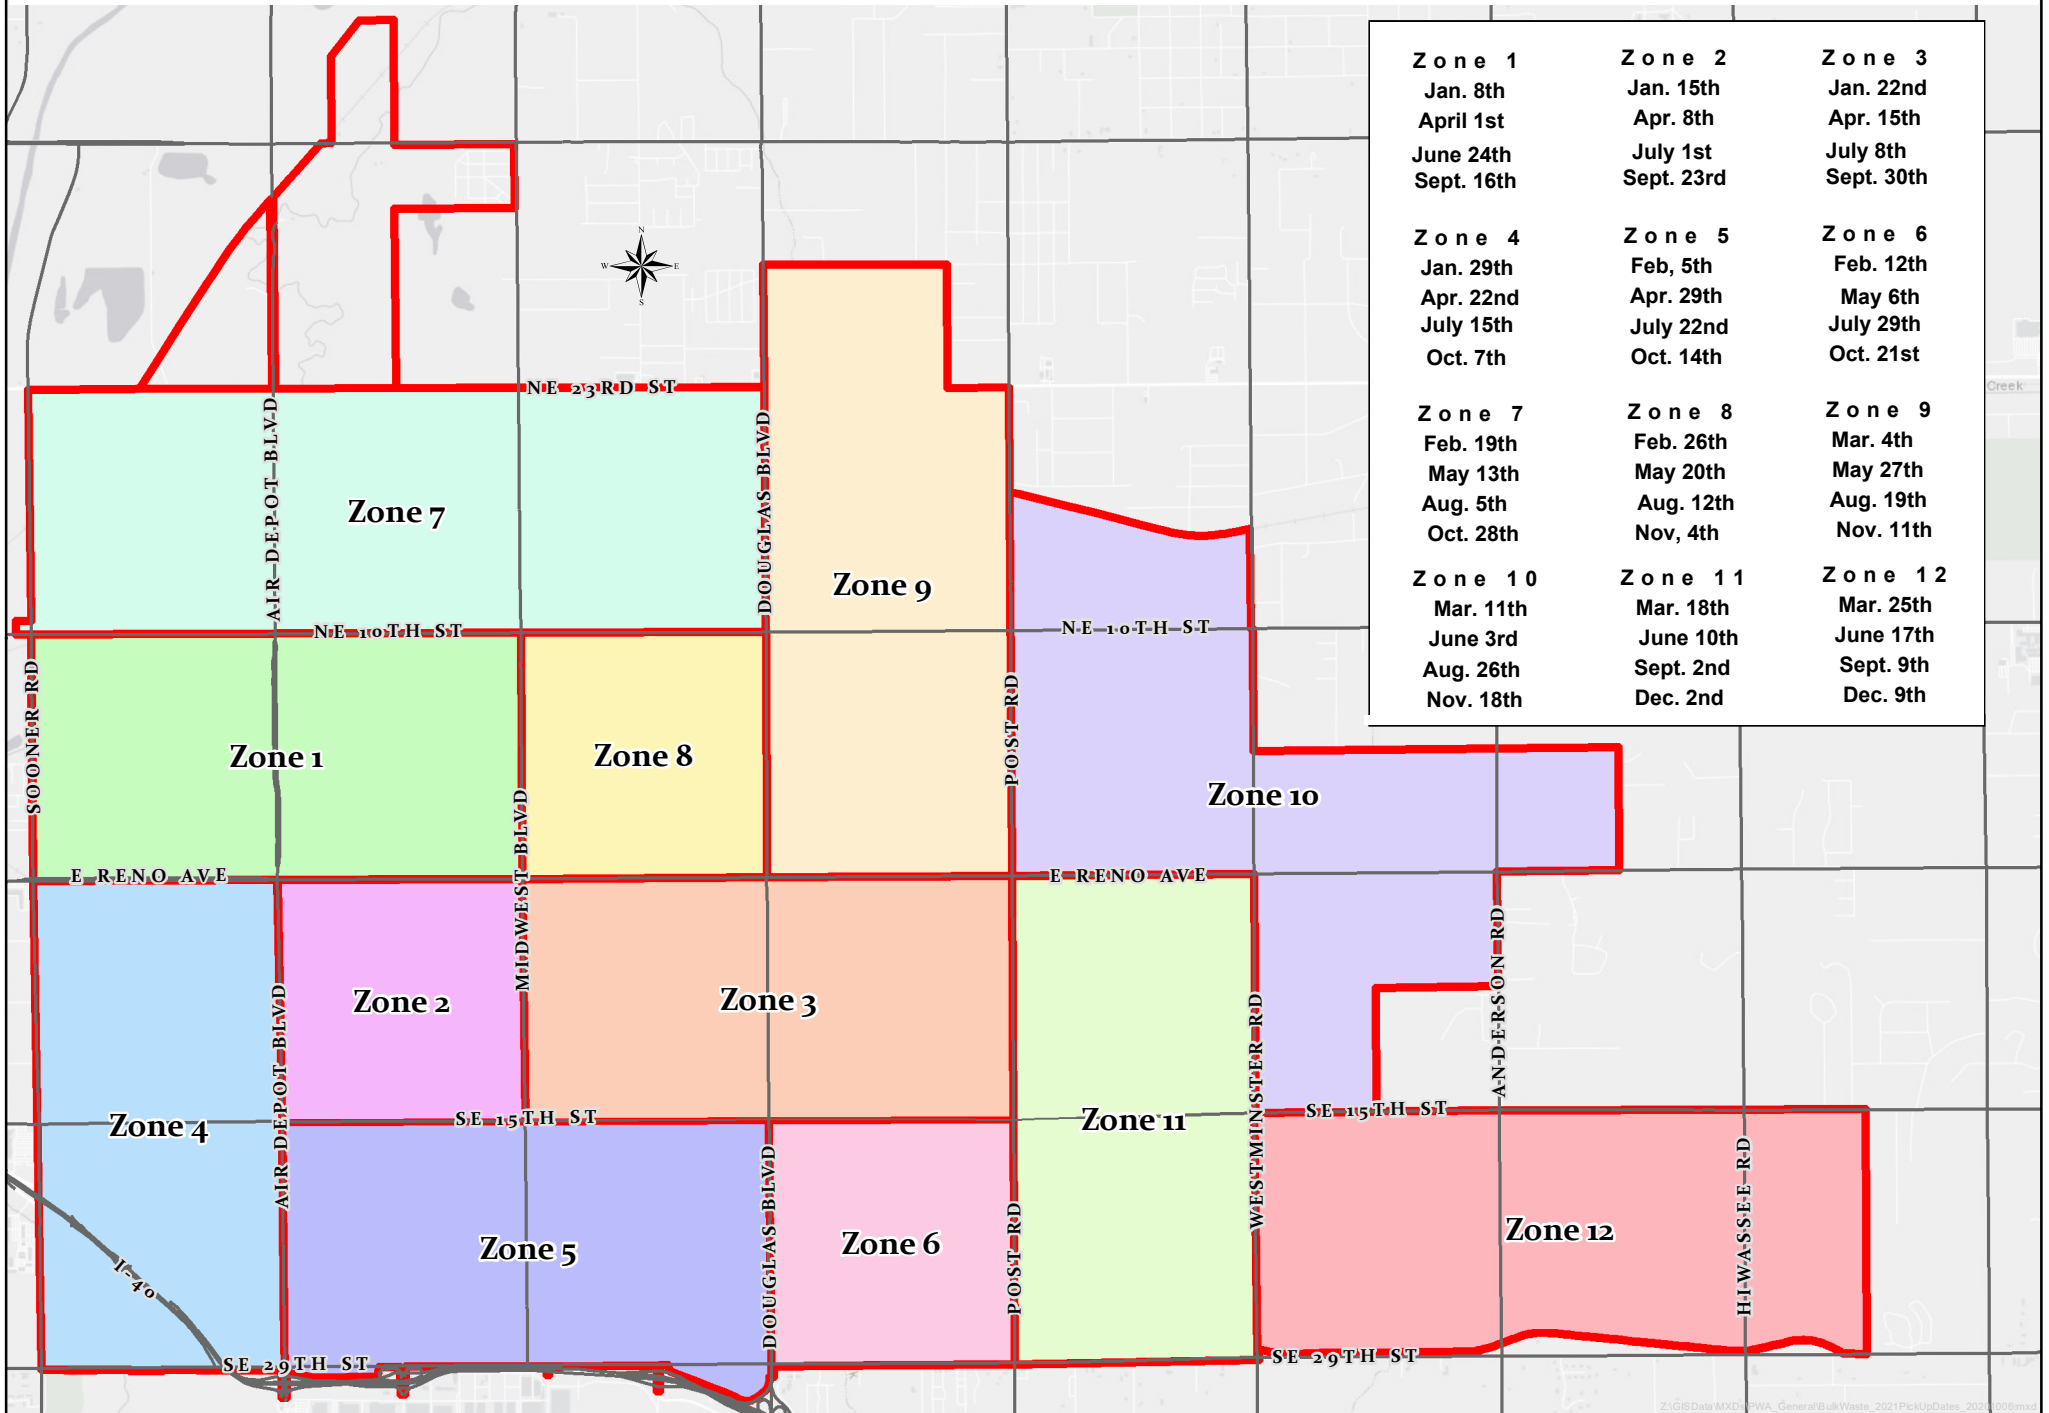 Zone 1 Zone 2 Zone 3
Jan. 8th Jan. 15th Jan. 22nd
April 1st Apr. 8th Apr. 15th
June 24th July 1st July 8th
Sept. 16th Sept. 23rd Sept. 30th
Zone 4 Zone 5 Zone 6
Jan. 29th Feb, 5th Feb. 12th
Apr. 22nd Apr. 29th May 6th
July 15th July 22nd July 29th
Oct. 7th Oct. 14th Oct. 21st
Zone 7 Zone 8 Zone 9
Feb. 19th Feb. 26th Mar. 4th
May 13th May 20th May 27th
Aug. 5th Aug. 12th Aug. 19th
Oct. 28th Nov, 4th Nov. 11th
Zone 10 Zone 11 Zone 12
Mar. 11th Mar. 18th Mar. 25th
June 3rd June 10th June 17th
Aug. 26th Sept. 2nd Sept. 9th
Nov. 18th Dec. 2nd Dec. 9th
N
W E
S
Creek
NE 23RD ST
AIR DEPOT BLVD
DOUGLAS BLVD
Zone 7
Zone 9
NE 10TH ST
NE 10TH ST
SOONER RD
POST RD
Zone 1
Zone 8
Zone 10
MIDWEST BLVD
E RENO AVE
E RENO AVE
ANDERSON RD
Zone 2
Zone 3
AIR DEPOT BLVD
WESTMINSTER RD
SE 15TH ST
SE 15TH ST
Zone 4
Zone 11
DOUGLAS BLVD
POST RD
HIWASSEE RD
Zone 5
Zone 6
Zone 12
I-40
SE 29TH ST
SE 29TH ST